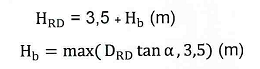 H_RD = 3,5 + H_b (m)
H_b = max( D_RD tan α , 3,5) (m)